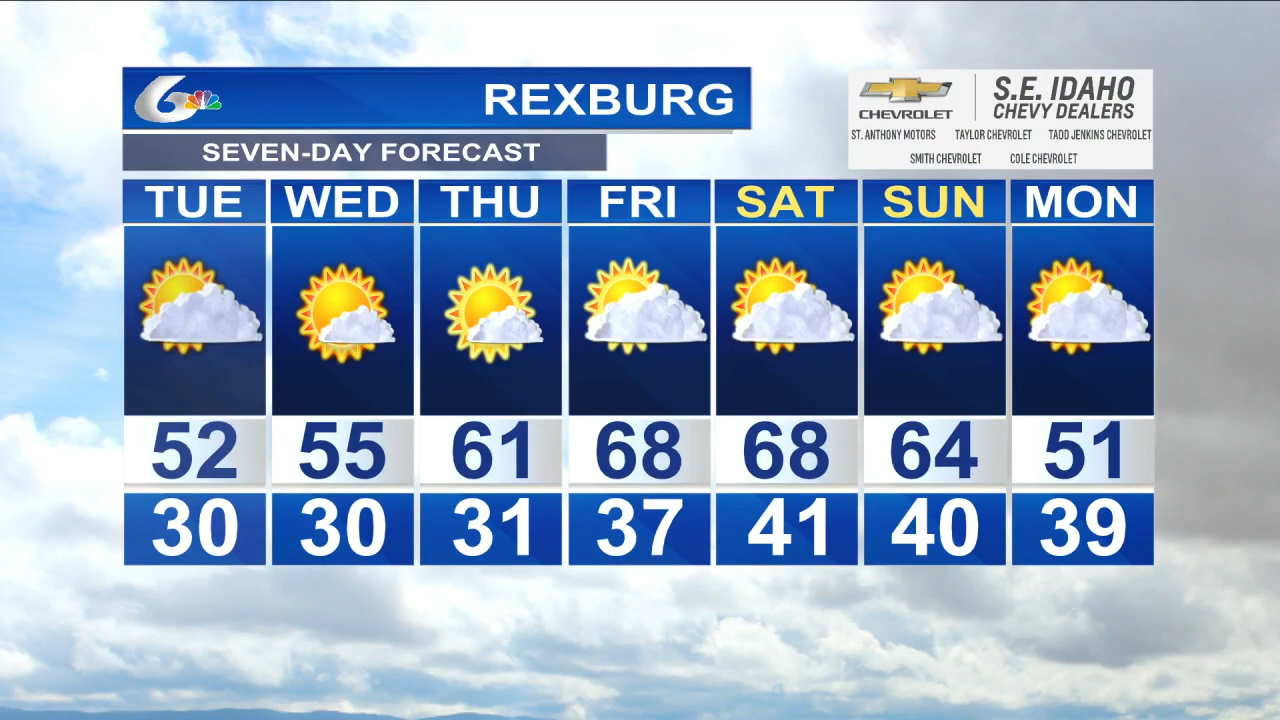 6
REXBURG
SEVEN-DAY FORECAST
CHEVROLET
S.E. IDAHO
CHEVY DEALERS
ST. ANTHONY MOTORS TAYLOR CHEVROLET TADD JENKINS CHEVROLET
SMITH CHEVROLET COLE CHEVROLET
TUE WED THU FRI SAT SUN MON
52 55 61 68 68 64 51
30 30 31 37 41 40 39